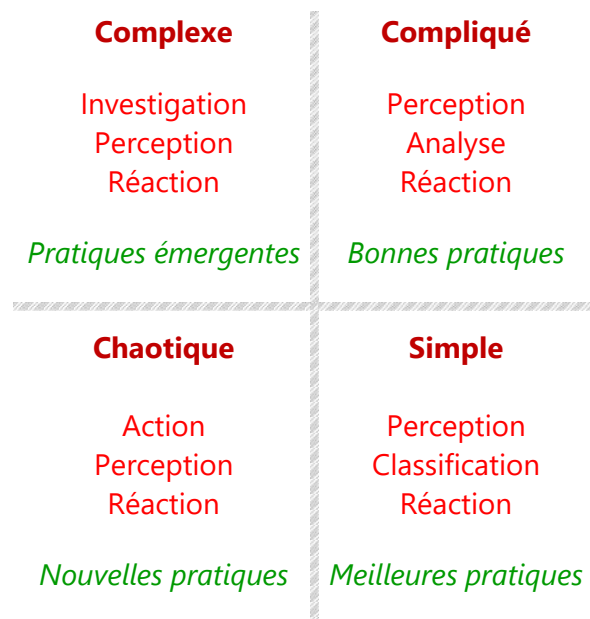 Complexe
Investigation
Perception
Réaction
Pratiques émergentes
Compliqué
Perception
Analyse
Réaction
Bonnes pratiques
Chaotique
Action
Perception
Réaction
Nouvelles pratiques
Simple
Perception
Classification
Réaction
Meilleures pratiques